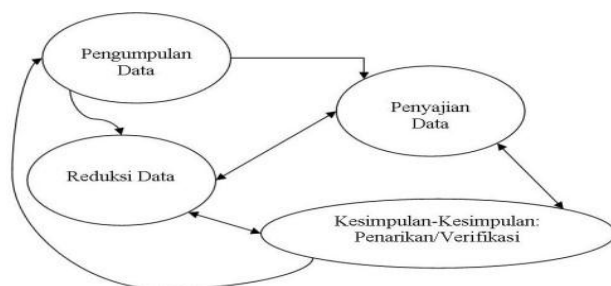 Pengumpulan
Data
Penyajian
Data
Reduksi Data
Kesimpulan-Kesimpulan:
Penarikan/Verifikasi